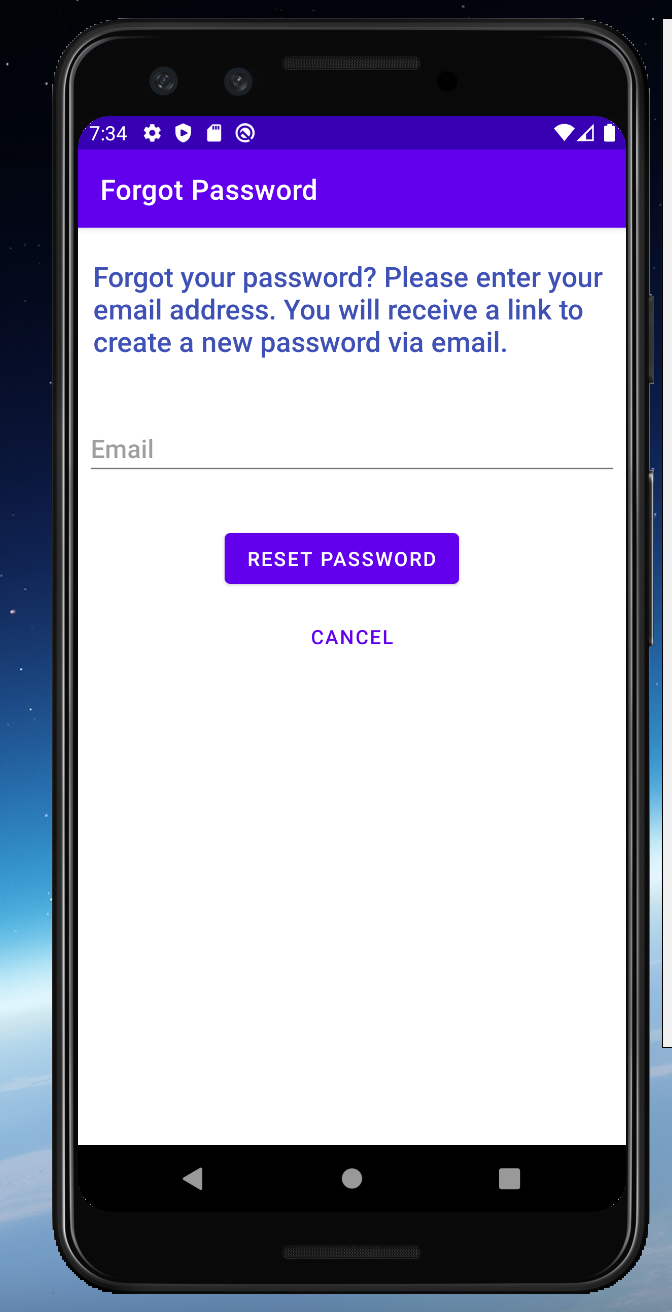 7:34
Forgot Password
Forgot your password? Please enter your
email address. You will receive a link to
create a new password via email.
Email
RESET PASSWORD
CANCEL